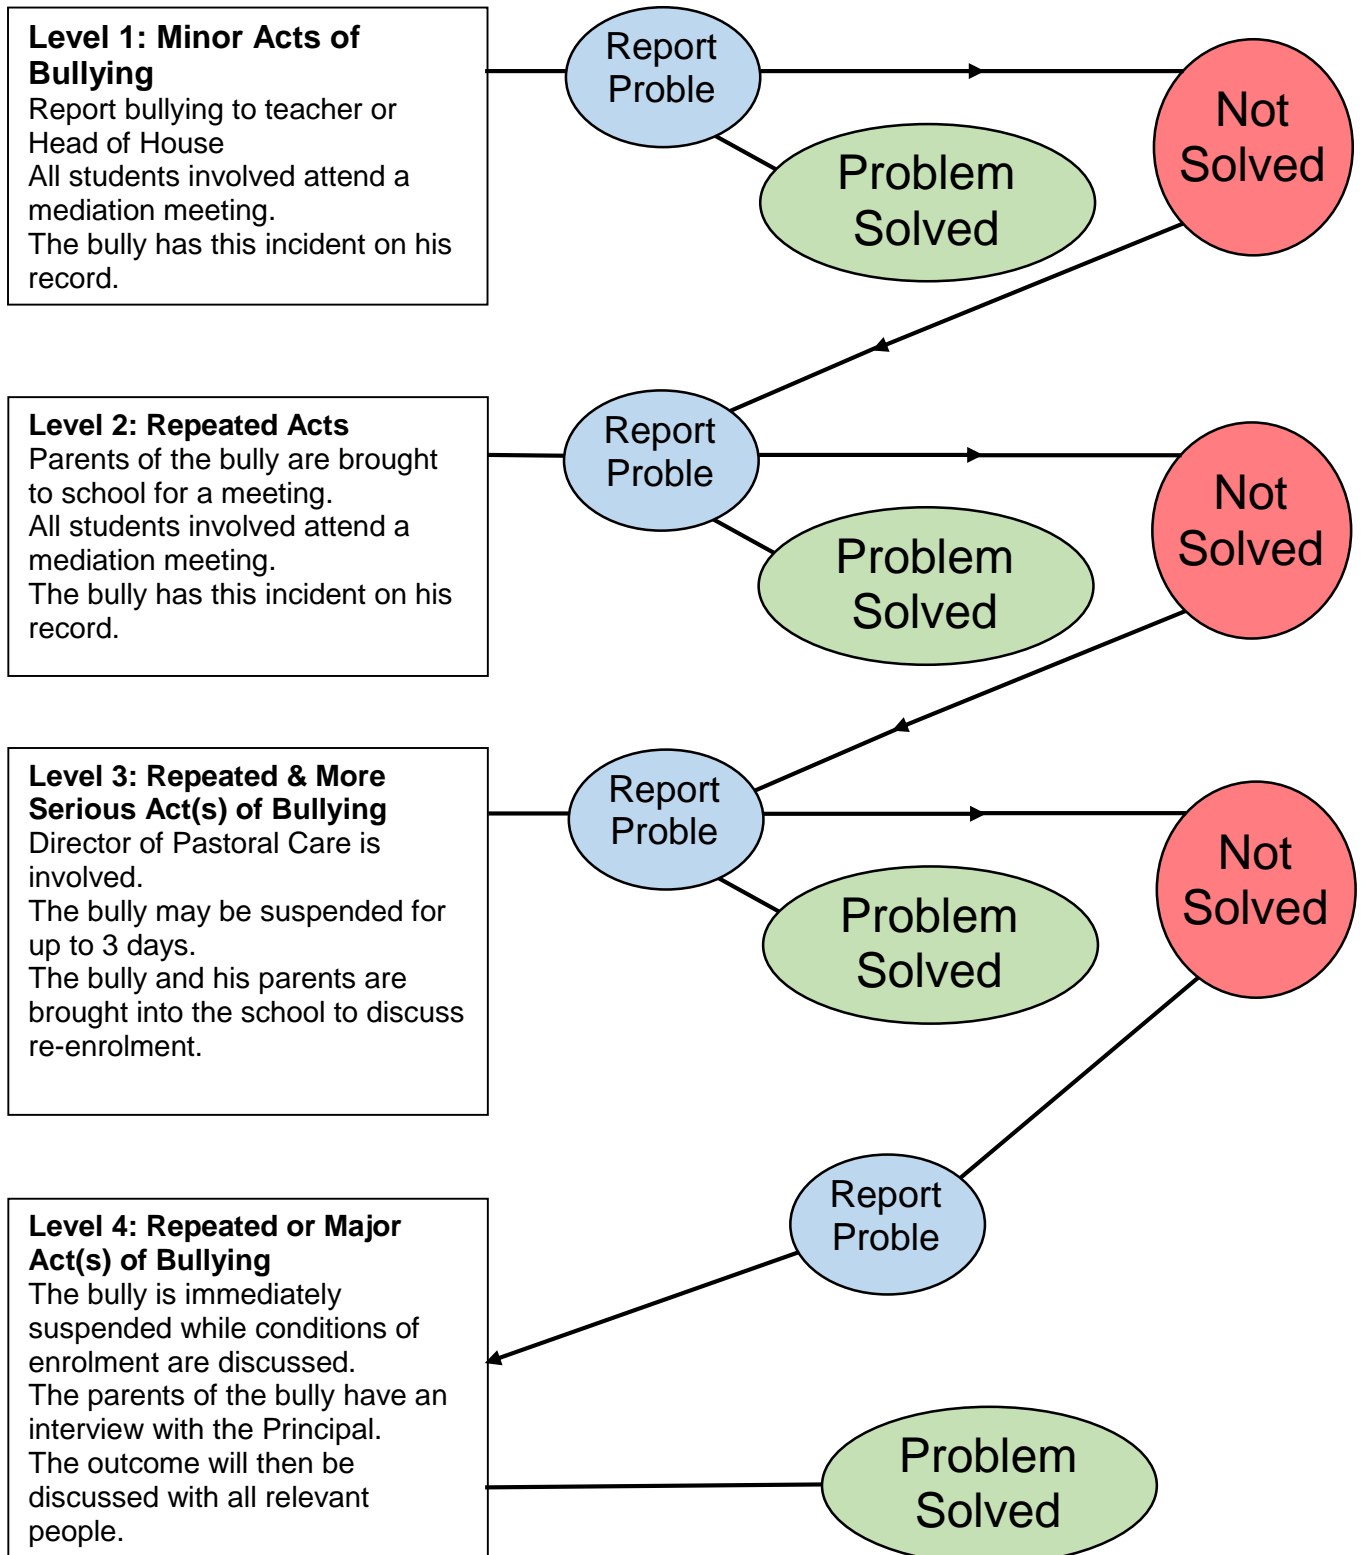 Level 1: Minor Acts of
Bullying
Report bullying to teacher or
Head of House
All students involved attend a
mediation meeting.
The bully has this incident on his
record.
Report
Proble
Problem
Solved
Not
Solved
Level 2: Repeated Acts
Parents of the bully are brought
to school for a meeting.
All students involved attend a
mediation meeting.
The bully has this incident on his
record.
Report
Proble
Problem
Solved
Not
Solved
Level 3: Repeated & More
Serious Act(s) of Bullying
Director of Pastoral Care is
involved.
The bully may be suspended for
up to 3 days.
The bully and his parents are
brought into the school to discuss
re-enrolment.
Report
Proble
Problem
Solved
Not
Solved
Level 4: Repeated or Major
Act(s) of Bullying
The bully is immediately
suspended while conditions of
enrolment are discussed.
The parents of the bully have an
interview with the Principal.
The outcome will then be
discussed with all relevant
people.
Report
Proble
Problem
Solved